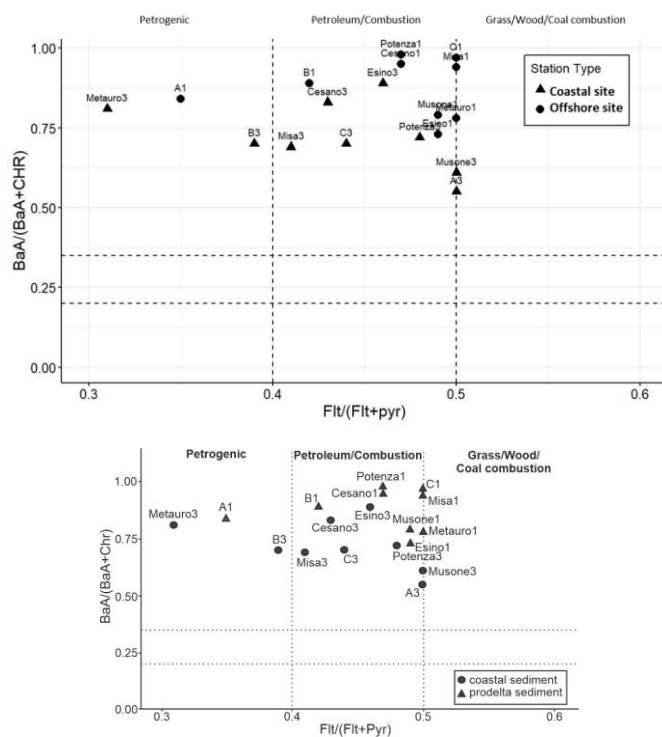 Petrogenic Petroleum/Combustion Grass/Wood/Coal combustion
1.00
0.75
0.50
0.25
0.00
BaA/(BaA+CHR)
Potenza1
Cesano1
C1
Misa1
Esino3
B1
Cesano3
A1
Metauro3
Musone1
Metauro1
Esino1
Potenza3
B3
Misa3
C3
Musone3
A3
Station Type
Coastal site
Offshore site
0.3 0.4 0.5 0.6
Flt/(Flt+pyr)
Petrogenic Petroleum/Combustion Grass/Wood/
Coal combustion
1.00
0.75
0.50
0.25
0.00
BaA/(BaA+Chr)
Potenza1
Cesano1
C1
Misa1
B1
Esino3
A1
Metauro3
Cesano3
Musone1
Metauro1
Esino1
Potenza3
B3
Misa3
C3
Musone3
A3
coastal sediment
prodelta sediment
0.3 0.4 0.5 0.6
Flt/(Flt+Pyr)